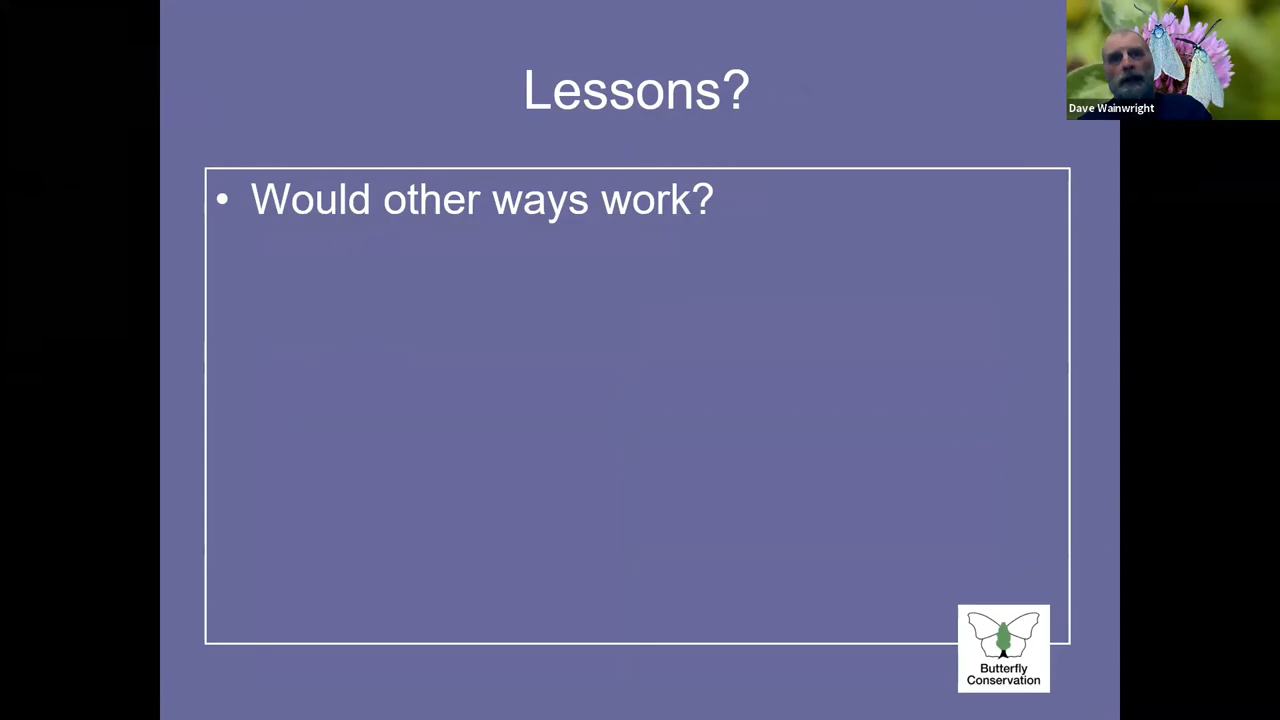 Lessons?
Dave Wainwright
• Would other ways work?
Butterfly
Conservation